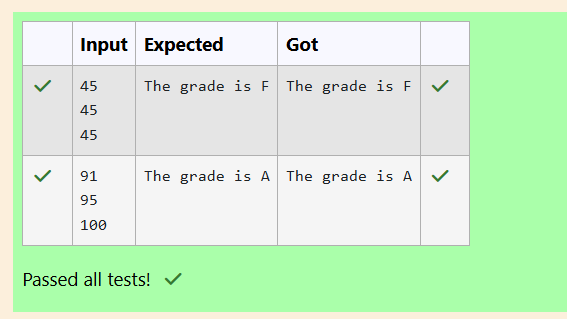 Input Expected Got
45 The grade is F The grade is F
45
45
91 The grade is A The grade is A
95
100
Passed all tests!